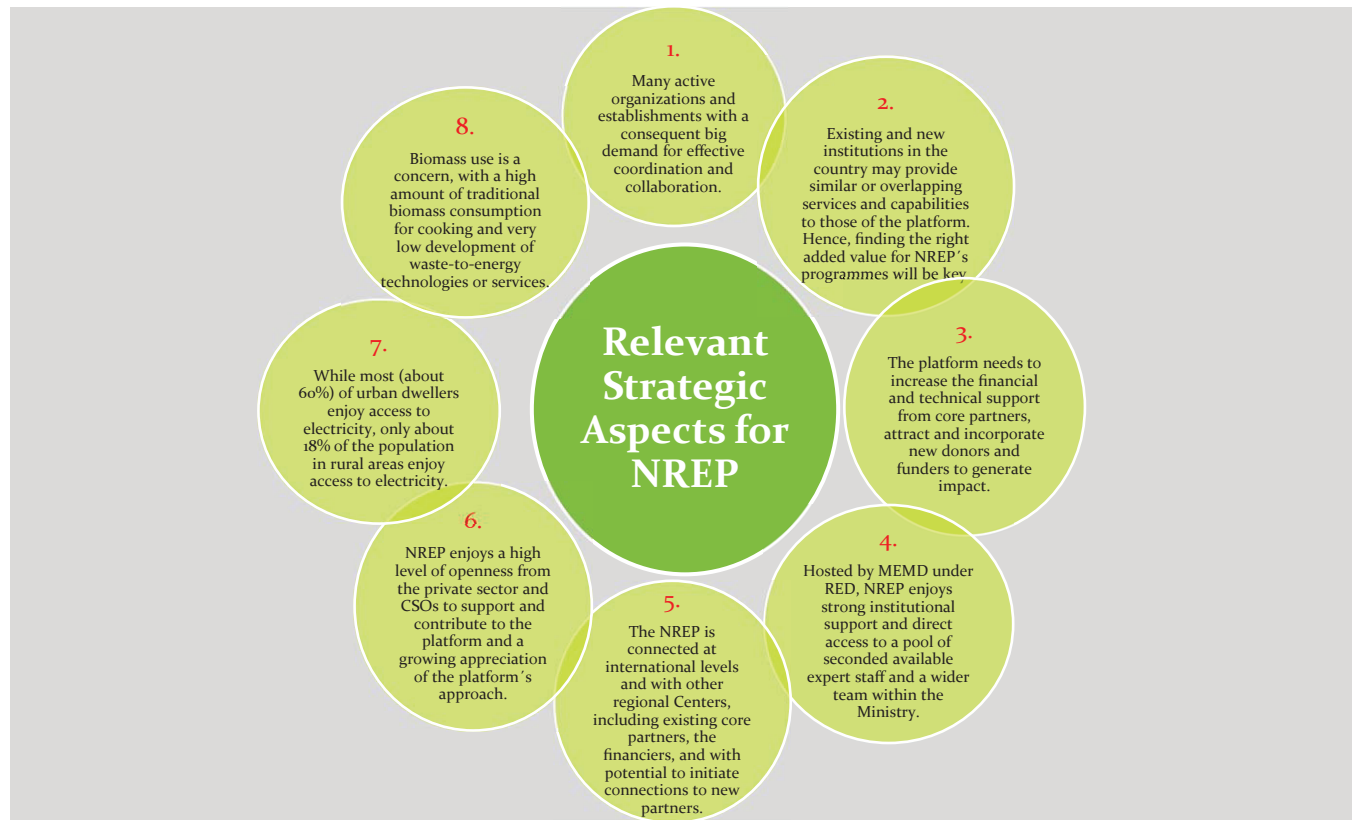 1.
Many active
organizations and
establishments with a
consequent big
demand for effective
coordination and
collaboration.
2.
Existing and new
institutions in the
country may provide
similar or overlapping
services and capabilities
to those of the platform.
Hence, finding the right
added value for NREP´s
programmes will be key
3.
The platform needs to
increase the financial
and technical support
from core partners,
attract and incorporate
new donors and
funders to generate
impact.
4.
Hosted by MEMD under
RED, NREP enjoys
strong institutional
support and direct
access to a pool of
seconded available
expert staff and a wider
team within the
Ministry.
5.
The NREP is
connected at
international levels
and with other
regional Centers,
including existing core
partners, the
financiers, and with
potential to initiate
connections to new
partners.
6.
NREP enjoys a high
level of openness from
the private sector and
CSOs to support and
contribute to the
platform and a
growing appreciation
of the platform´s
approach.
7.
While most (about
60%) of urban dwellers
enjoy access to
electricity, only about
18% of the population
in rural areas enjoy
access to electricity.
8.
Biomass use is a
concern, with a high
amount of traditional
biomass consumption
for cooking and very
low development of
waste-to-energy
technologies or services.
Relevant
Strategic
Aspects for
NREP